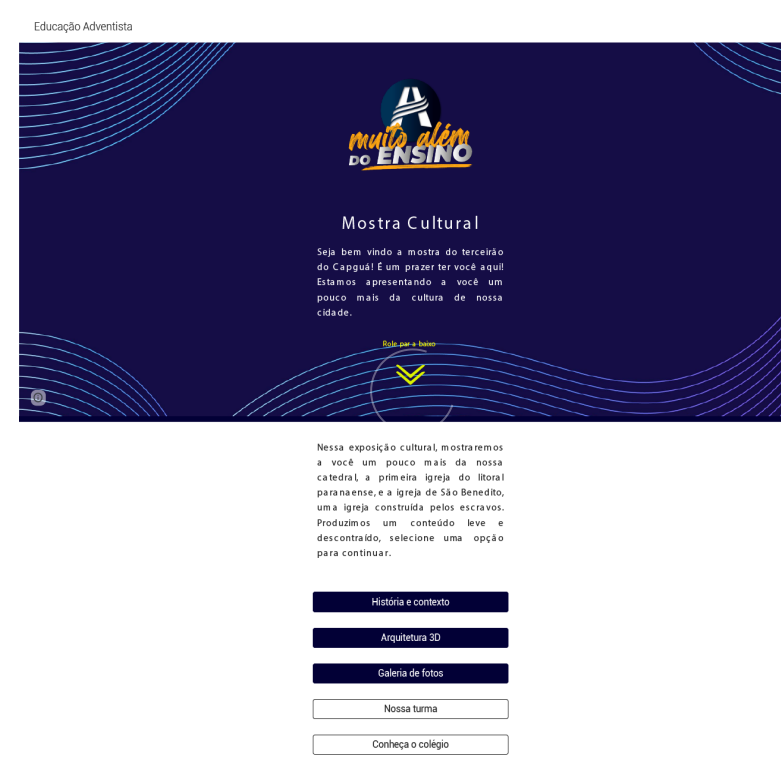 Educação Adventista
muito além
DO ENSINO
Mostra Cultural
Seja bem vindo a mostra do terceirão
do Capguá! É um prazer ter você aqui!
Estamos apresentando a você um
pouco mais da cultura de nossa
cidade.
Role par a baixo
Nessa exposição cultural, mostraremos
a você um pouco mais da nossa
catedral, a primeira igreja do litoral
paranaense, e a igreja de São Benedito,
uma igreja construída pelos escravos.
Produzimos um conteúdo leve e
descontraído, selecione uma opção
para continuar.
História e contexto
Arquitetura 3D
Galeria de fotos
Nossa turma
Conheça o colégio